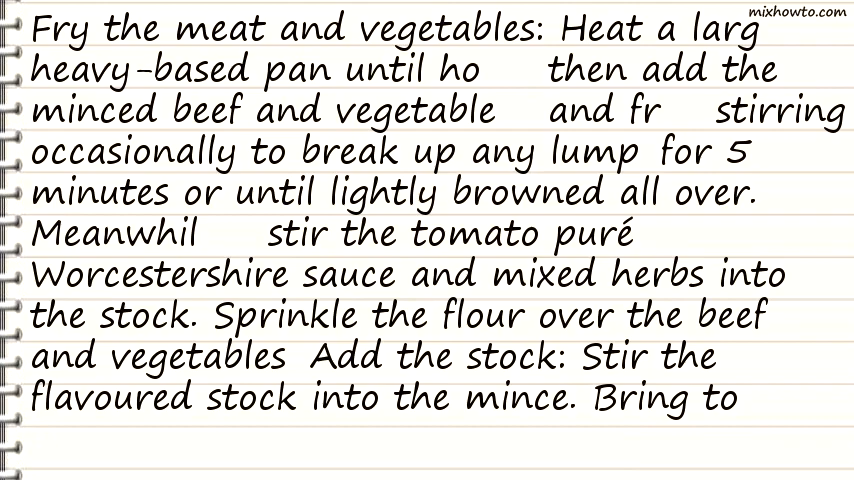 mixhowto.com
Fry the meat and vegetables: Heat a larg
heavy-based pan until ho then add the
minced beef and vegetable and fr stirring
occasionally to break up any lump for 5
minutes or until lightly browned all over.
Meanwhil stir the tomato puré
Worcestershire sauce and mixed herbs into
the stock. Sprinkle the flour over the beef
and vegetables Add the stock: Stir the
flavoured stock into the mince. Bring to